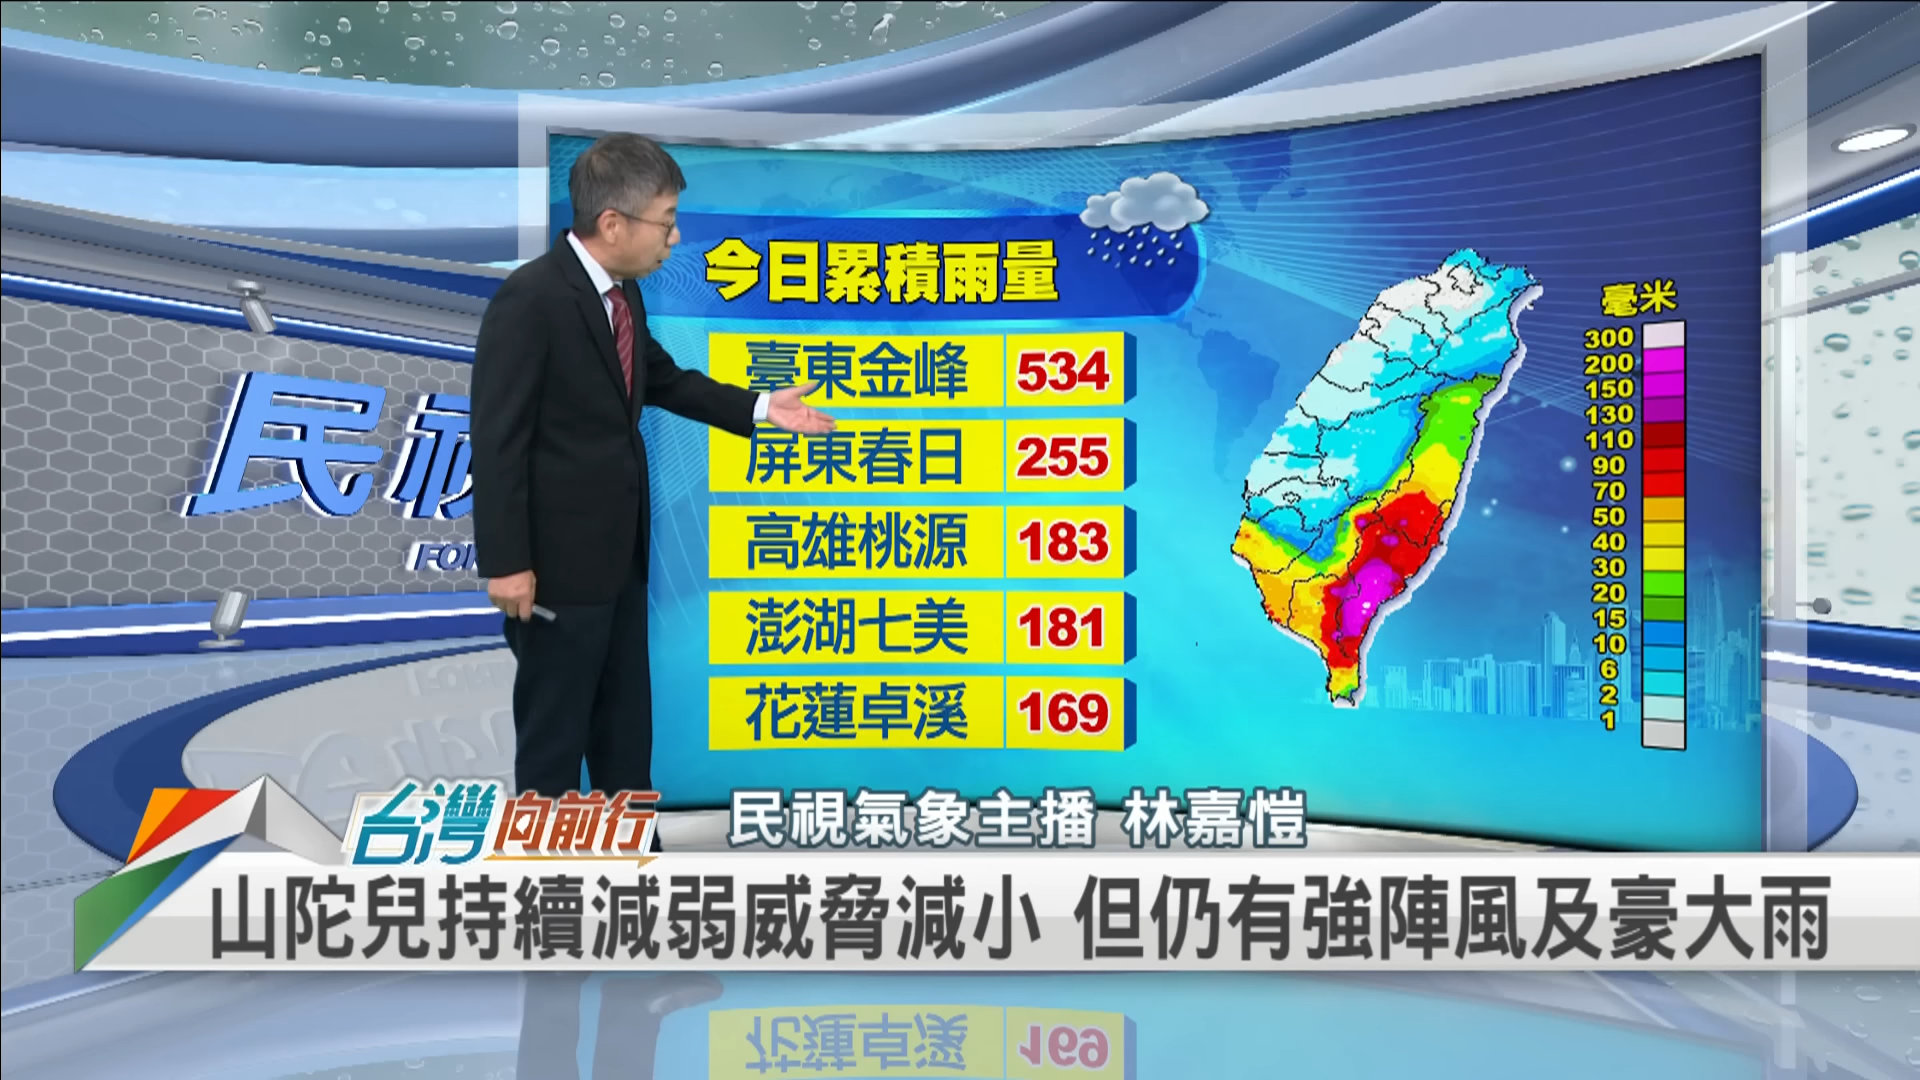 今日累積雨量
臺東金峰 534
屏東春日 255
高雄桃源 183
澎湖七美 181
花蓮卓溪 169
毫米
300
200
150
130
110
90
70
50
40
30
20
15
10
6
2
1
民視
台灣向前行
民視氣象主播 林嘉愷
山陀兒持續減弱威脅減小 但仍有強陣風及豪大雨